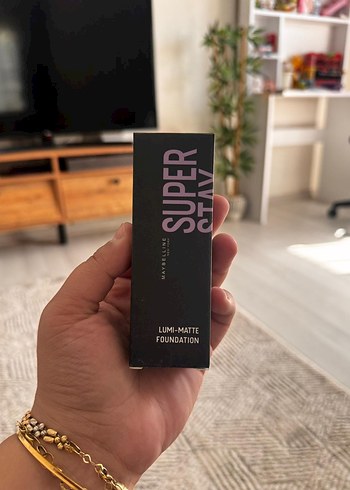 SUPER
STAY
MAYBELLINE
LUMI-MATTE
FOUNDATION